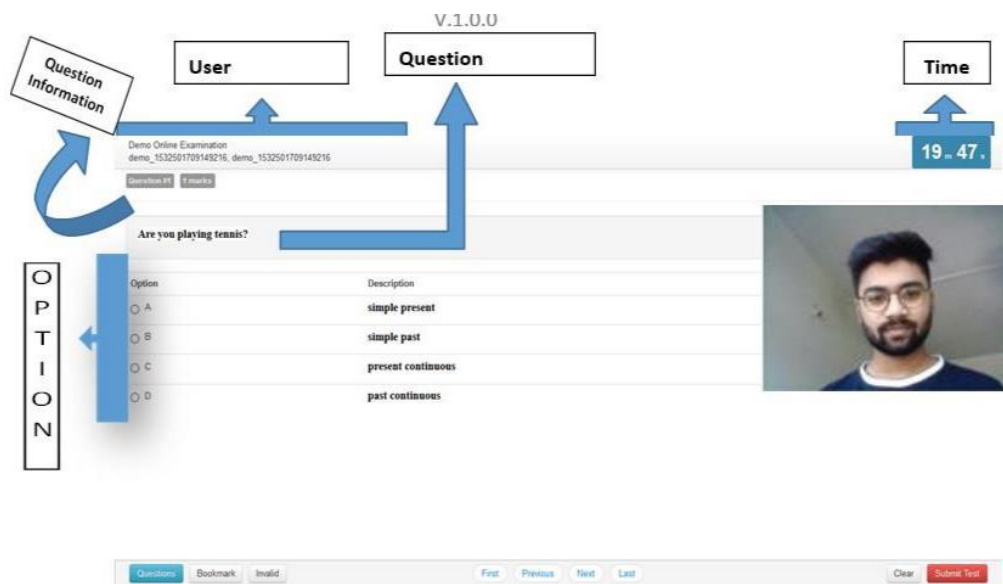 V.1.0.0
Question
Information
User
Question
Time
Demo Online Examination
demo_1532501709149216, demo_1532501709149216
19 m 47 s
Question #1 1 marks
Are you playing tennis?
OPTION
Option Description
A simple present
B simple past
C present continuous
D past continuous
Questions Bookmark Invalid First Previous Next Last Clear Submit Test